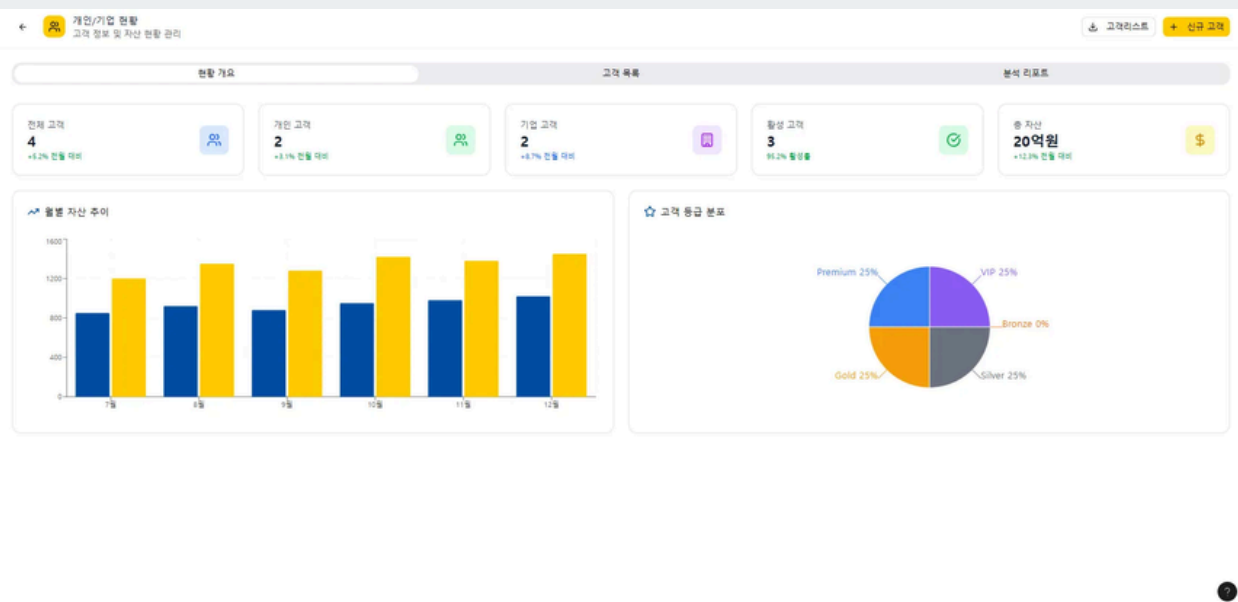 개인/기업 현황
고객 정보 및 자산 현황 관리
고객리스트
+ 신규 고객
현황 개요
고객 목록
분석 리포트
전체 고객
4
+5.2% 전월 대비
개인 고객
2
+3.1% 전월 대비
기업 고객
2
+8.7% 전월 대비
활성 고객
3
95.2% 활성률
총 자산
20억원
+12.3% 전월 대비
월별 자산 추이
1600
1200
800
400
0
7월
8월
9월
10월
11월
12월
고객 등급 분포
Premium 25%
VIP 25%
Bronze 0%
Gold 25%
Silver 25%
?